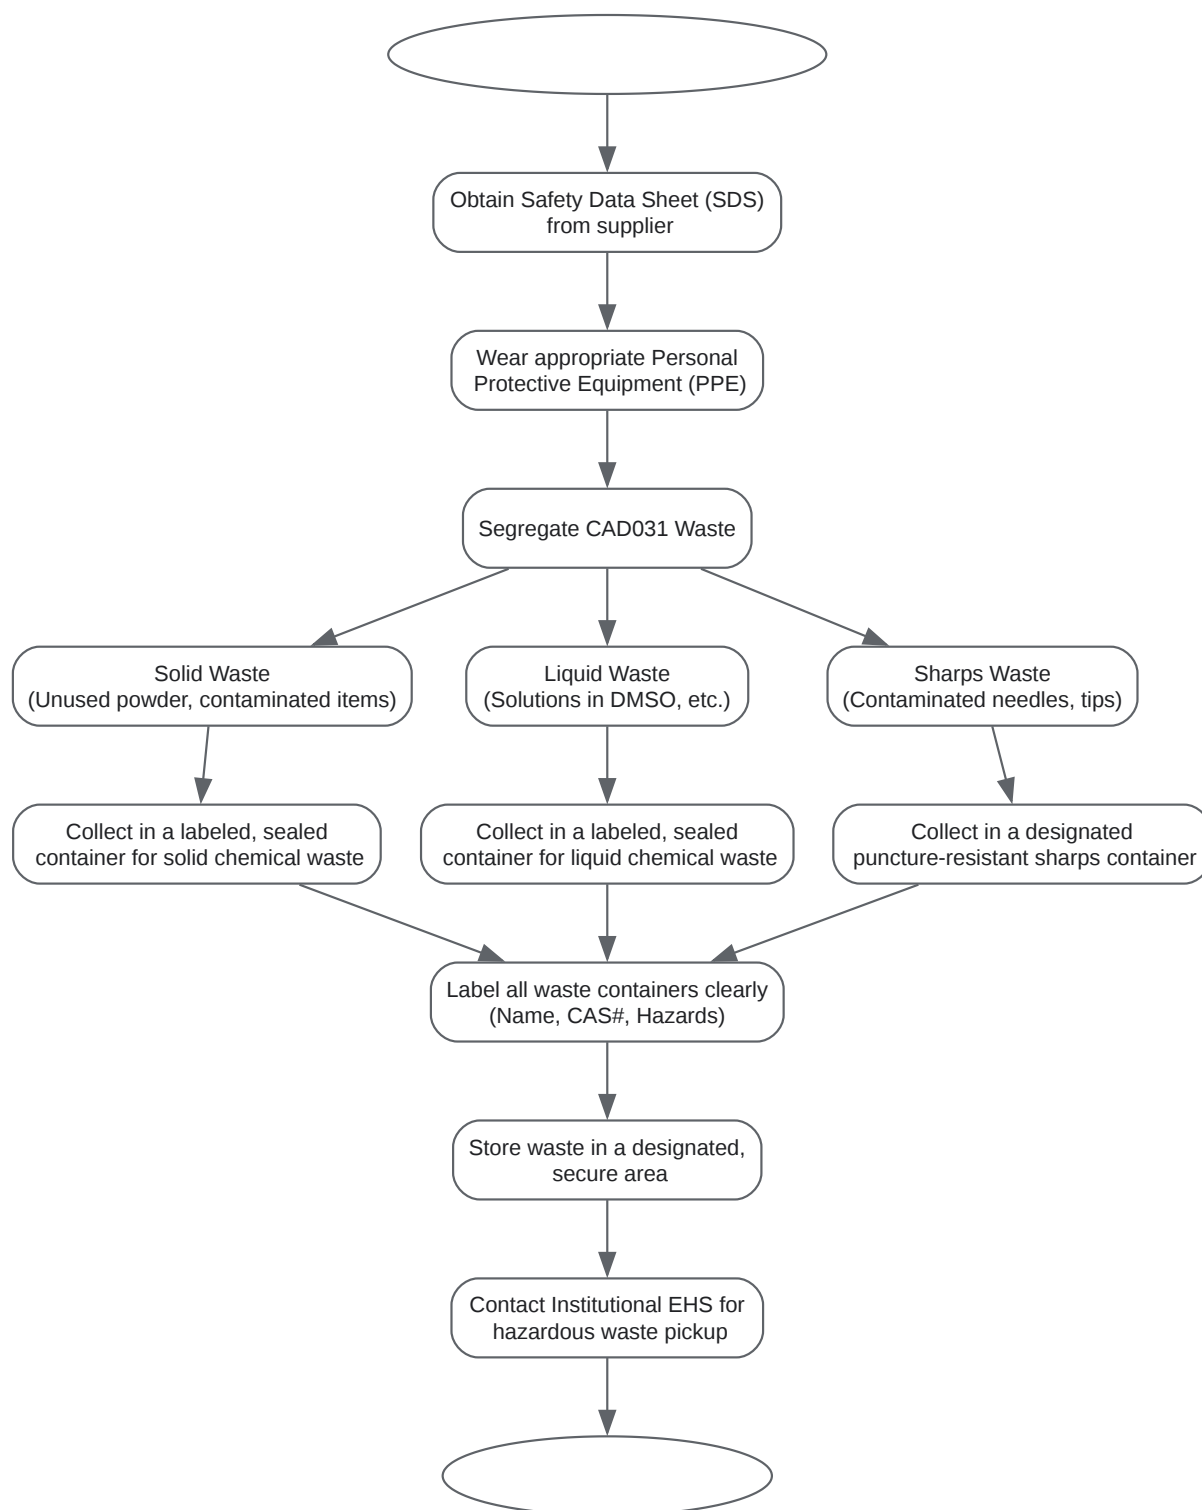 Obtain Safety Data Sheet (SDS)
from supplier
Wear appropriate Personal
Protective Equipment (PPE)
Segregate CAD031 Waste
Solid Waste
(Unused powder, contaminated items)
Liquid Waste
(Solutions in DMSO, etc.)
Sharps Waste
(Contaminated needles, tips)
Collect in a labeled, sealed
container for solid chemical waste
Collect in a labeled, sealed
container for liquid chemical waste
Collect in a designated
puncture-resistant sharps container
Label all waste containers clearly
(Name, CAS#, Hazards)
Store waste in a designated,
secure area
Contact Institutional EHS for
hazardous waste pickup